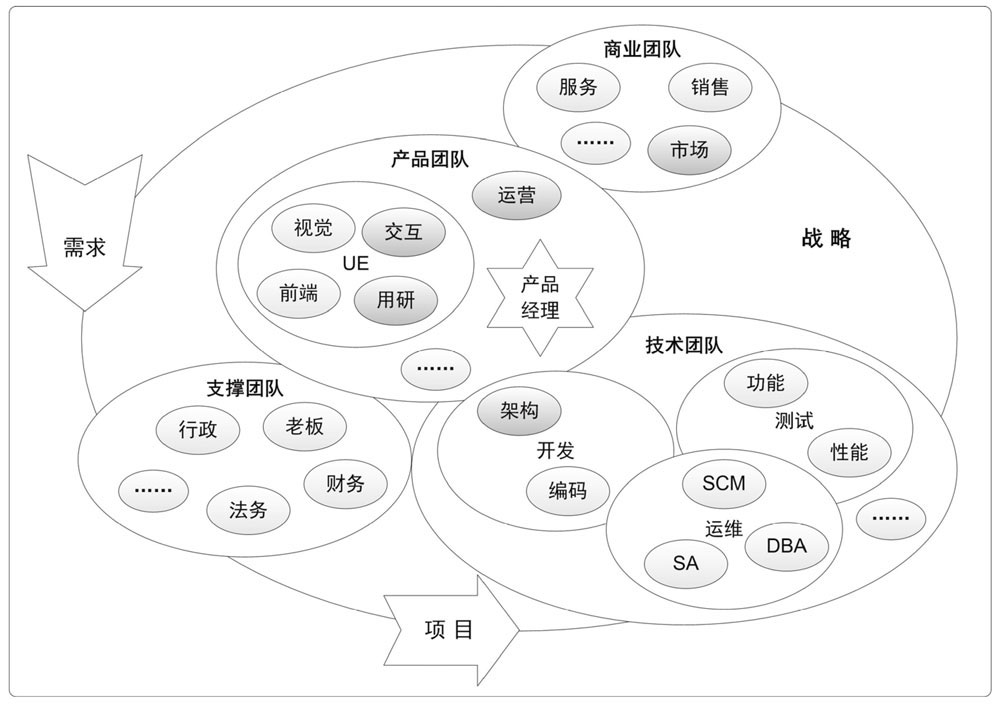 商业团队
服务
销售
……
市场
产品团队
运营
视觉
交互
UE
前端
用研
产品
经理
……
需求
战 略
支撑团队
行政
老板
……
法务
财务
技术团队
架构
开发
编码
功能
测试
性能
SCM
运维
SA
DBA
……
项 目